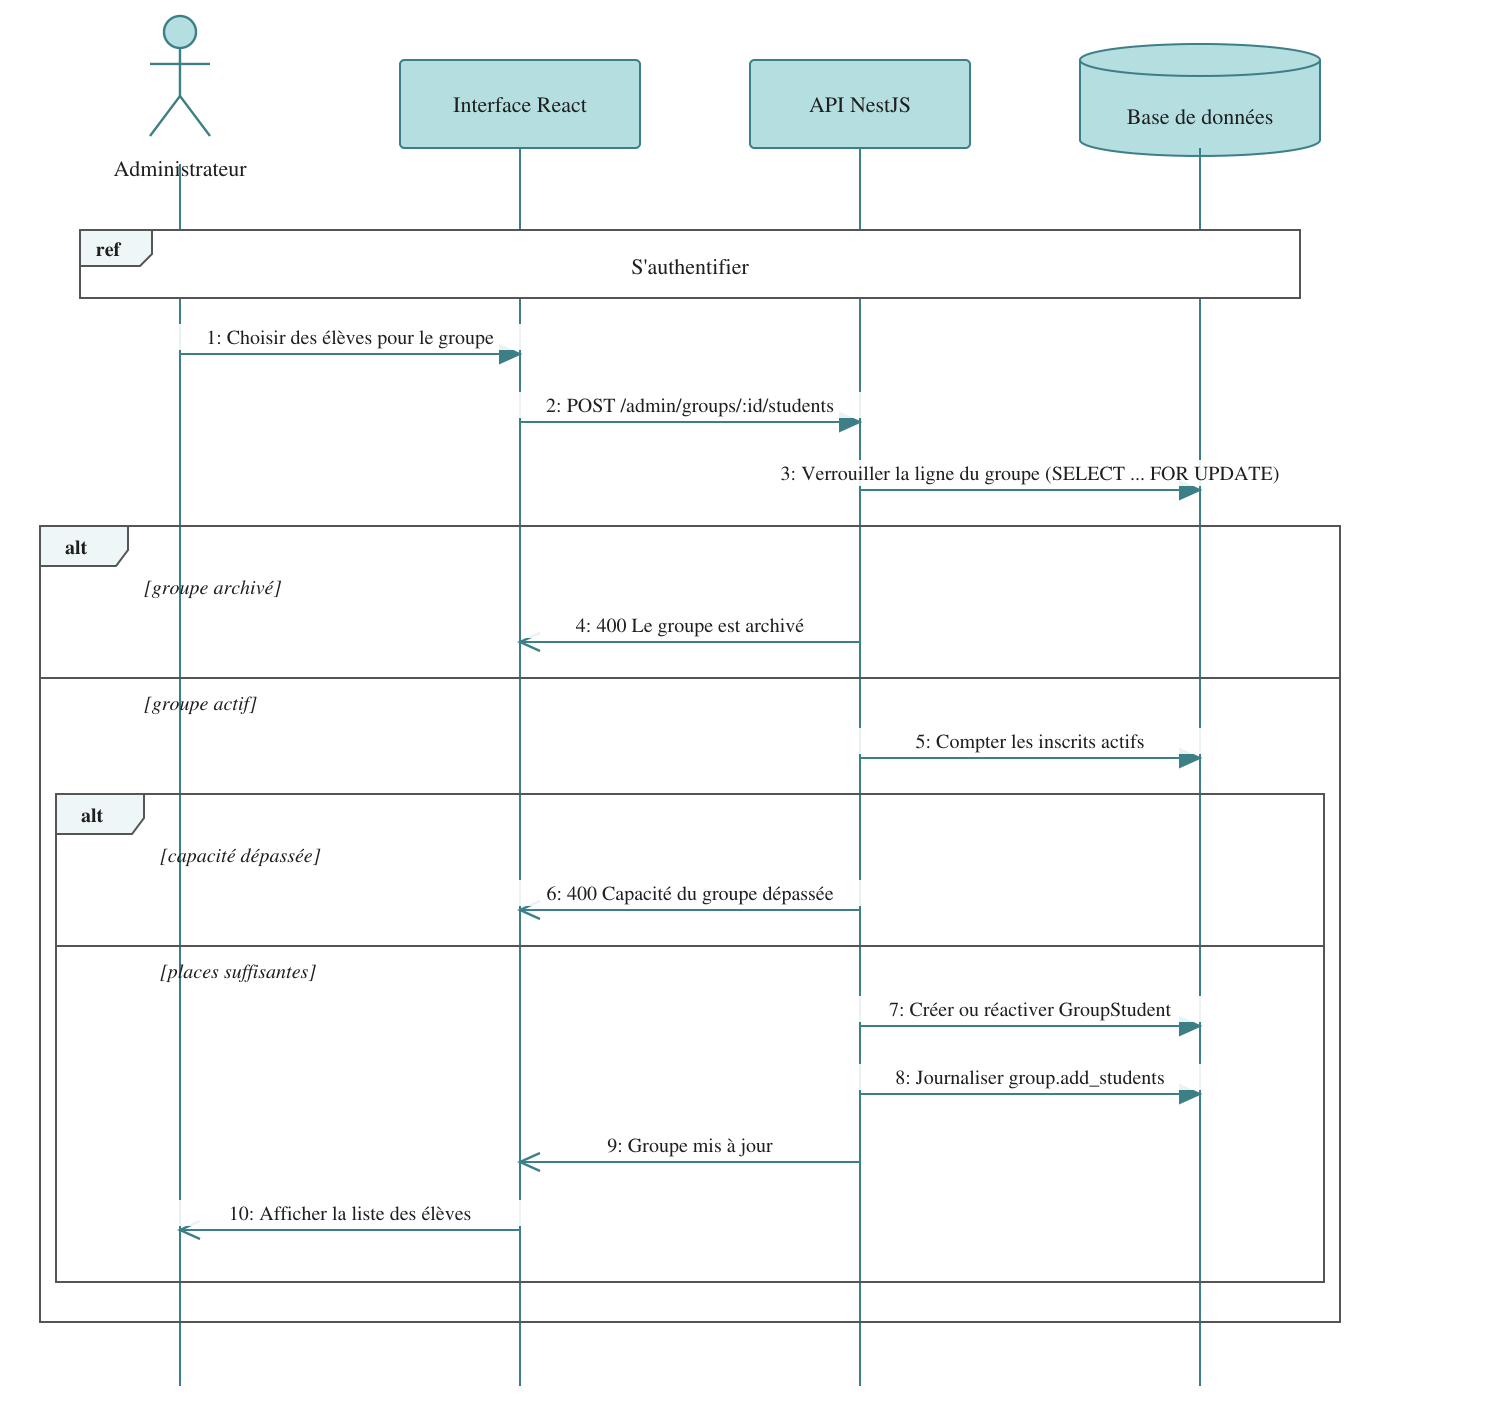 Interface React
API NestJS
Base de données
Administrateur
ref
S'authentifier
1: Choisir des élèves pour le groupe
2: POST /admin/groups/:id/students
3: Verrouiller la ligne du groupe (SELECT ... FOR UPDATE)
alt
[groupe archivé]
4: 400 Le groupe est archivé
[groupe actif]
5: Compter les inscrits actifs
alt
[capacité dépassée]
6: 400 Capacité du groupe dépassée
[places suffisantes]
7: Créer ou réactiver GroupStudent
8: Journaliser group.add_students
9: Groupe mis à jour
10: Afficher la liste des élèves